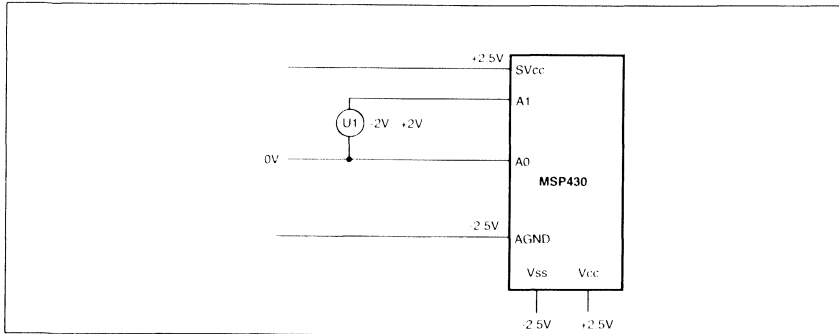 +2.5V
SVcc
A1
U1 -2V +2V
0V
A0
MSP430
-2.5V
AGND
Vss Vcc
-2.5V +2.5V